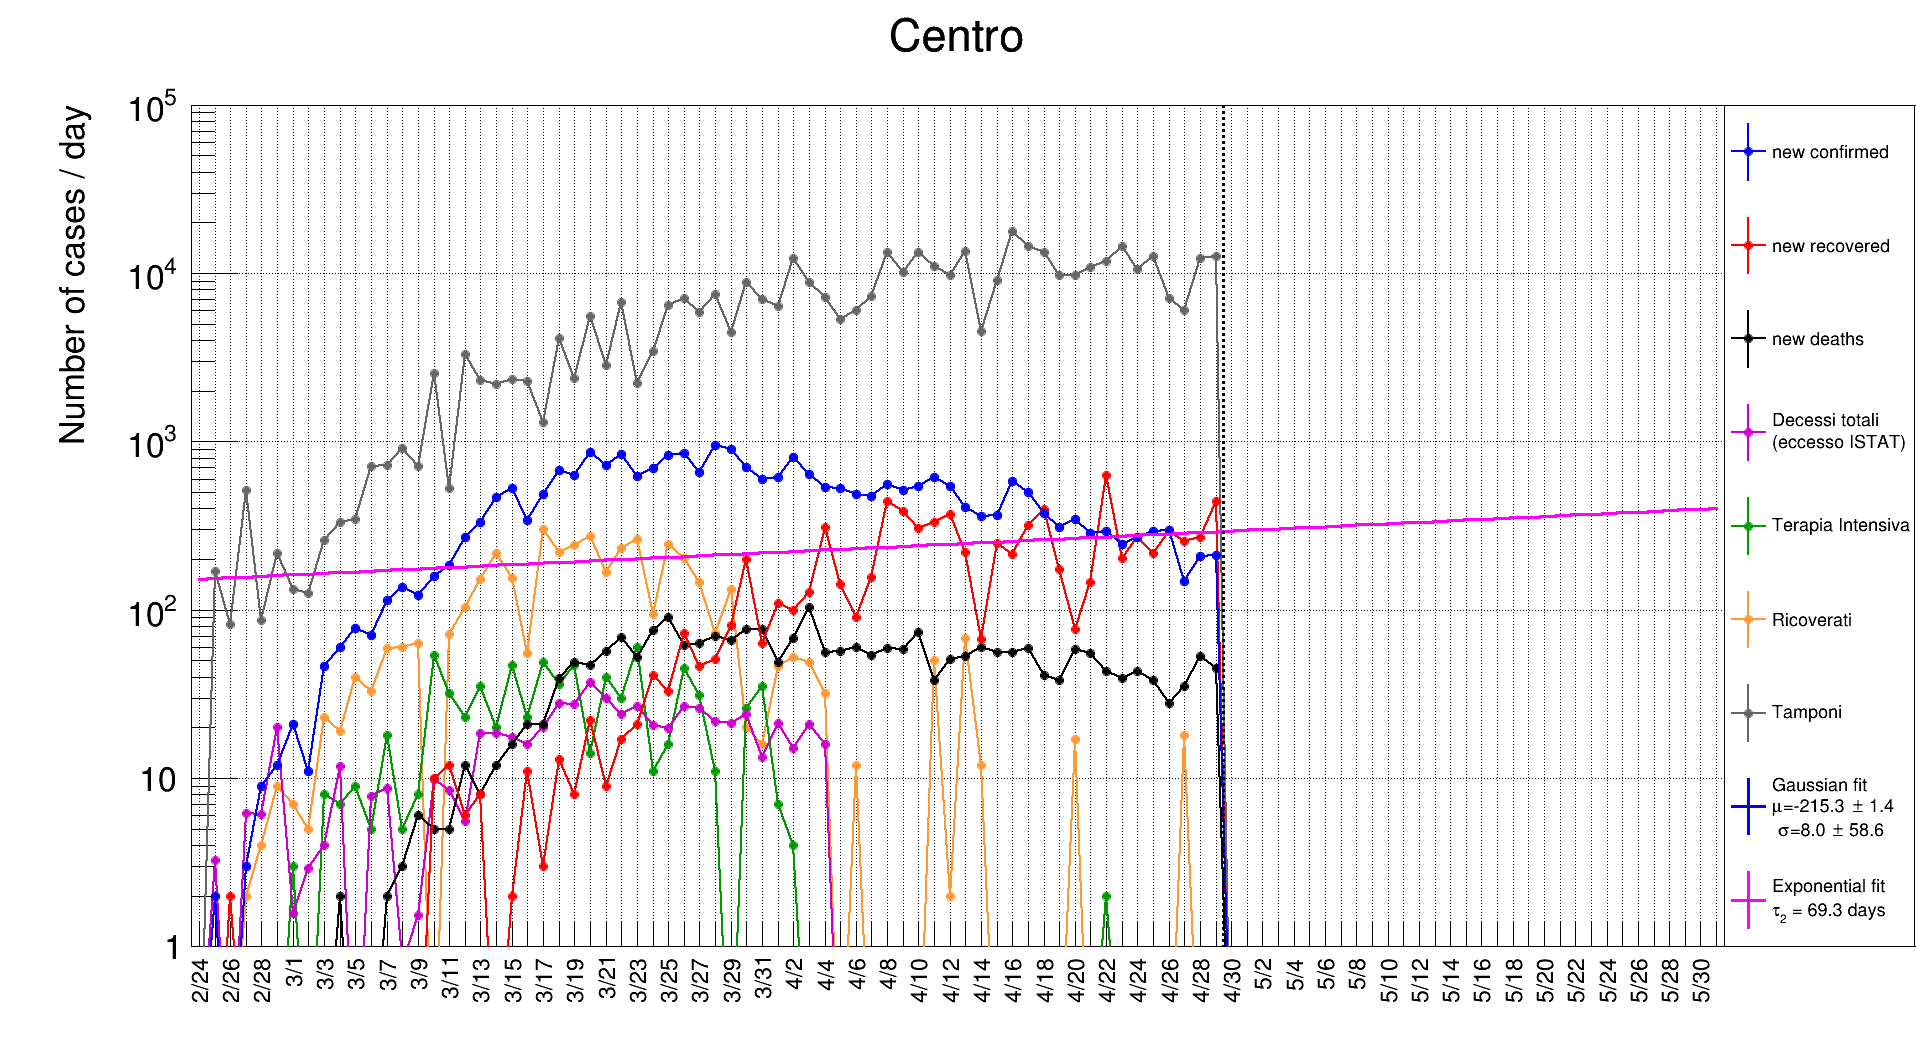 Centro
Number of cases / day
10^5
10^4
10^3
10^2
10
1
2/24 2/26 2/28 3/1 3/3 3/5 3/7 3/9 3/11 3/13 3/15 3/17 3/19 3/21 3/23 3/25 3/27 3/29 3/31 4/2 4/4 4/6 4/8 4/10 4/12 4/14 4/16 4/18 4/20 4/22 4/24 4/26 4/28 4/30 5/2 5/4 5/6 5/8 5/10 5/12 5/14 5/16 5/18 5/20 5/22 5/24 5/26 5/28 5/30
new confirmed
new recovered
new deaths
Decessi totali
(eccesso ISTAT)
Terapia Intensiva
Ricoverati
Tamponi
Gaussian fit
μ=-215.3 ± 1.4
σ=8.0 ± 58.6
Exponential fit
τ₂ = 69.3 days